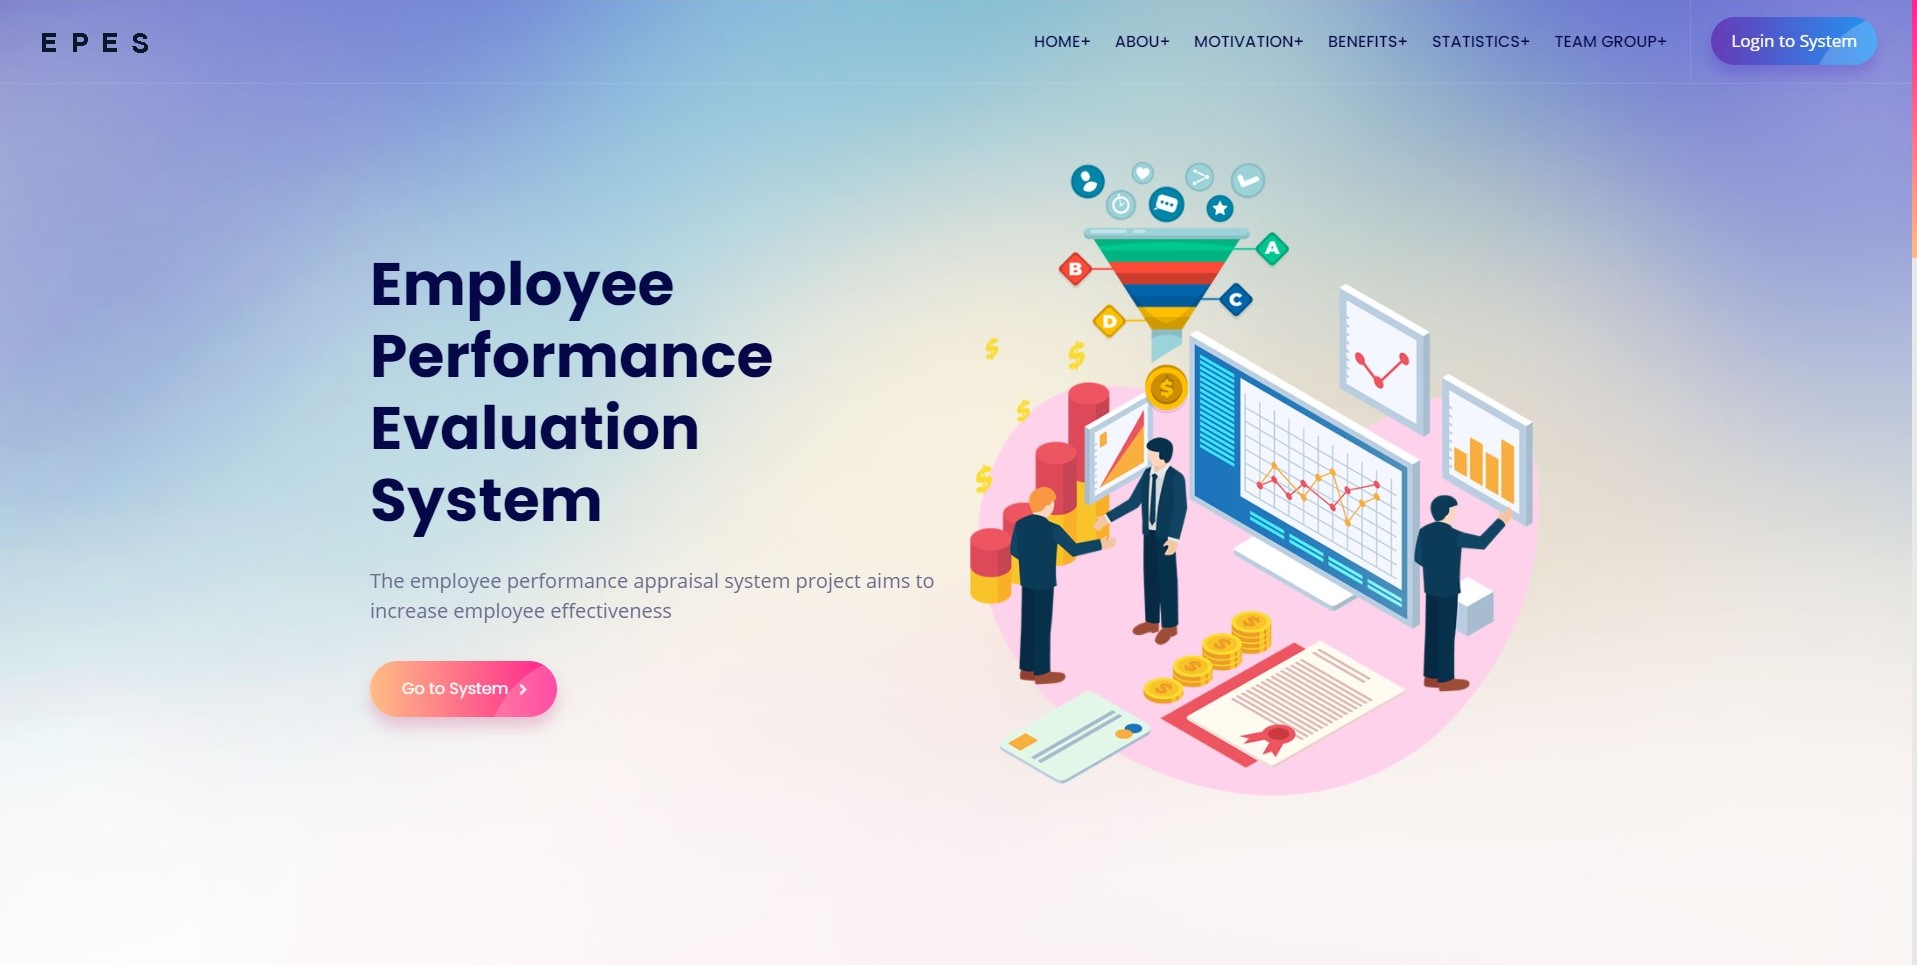 EPES
HOME+ ABOU+ MOTIVATION+ BENEFITS+ STATISTICS+ TEAM GROUP+ Login to System
Employee
Performance
Evaluation
System
The employee performance appraisal system project aims to
increase employee effectiveness
Go to System
A
B
C
D
$
$
$
$
$